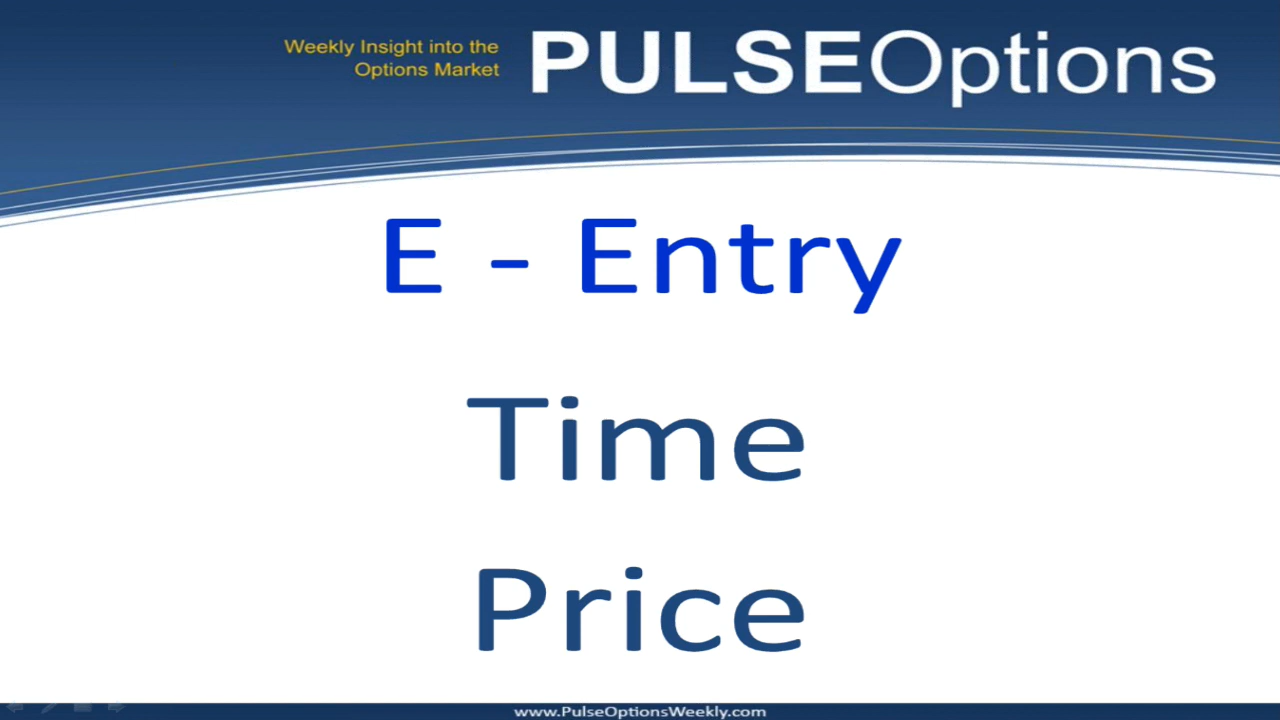 Weekly Insight into the
Options Market
PULSEOptions
E - Entry
Time
Price
www.PulseOptionsWeekly.com